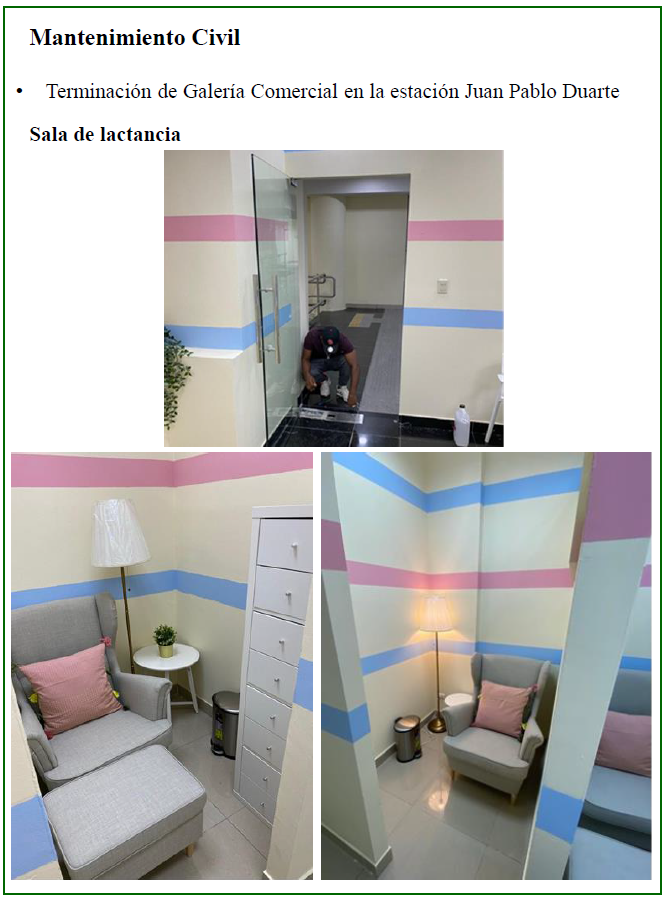 Mantenimiento Civil
• Terminación de Galería Comercial en la estación Juan Pablo Duarte
Sala de lactancia